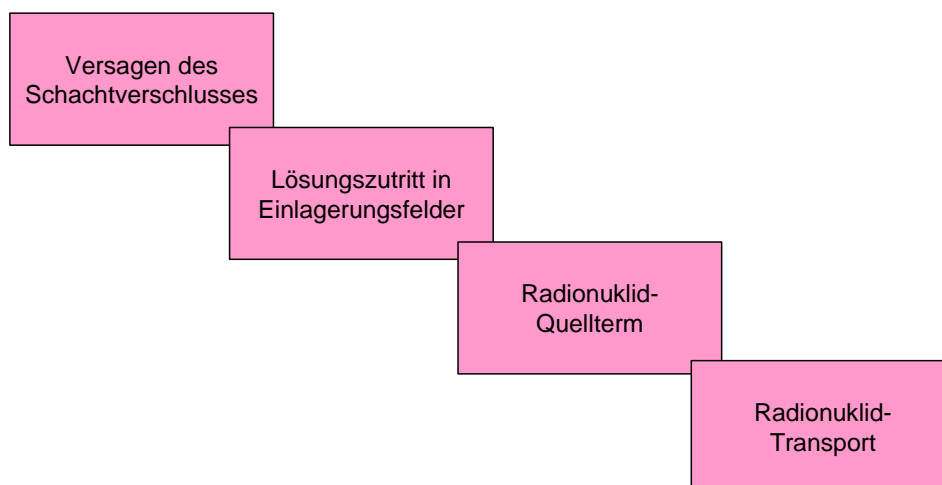 Versagen des
Schachtverschlusses
Lösungszutritt in
Einlagerungsfelder
Radionuklid-
Quellterm
Radionuklid-
Transport